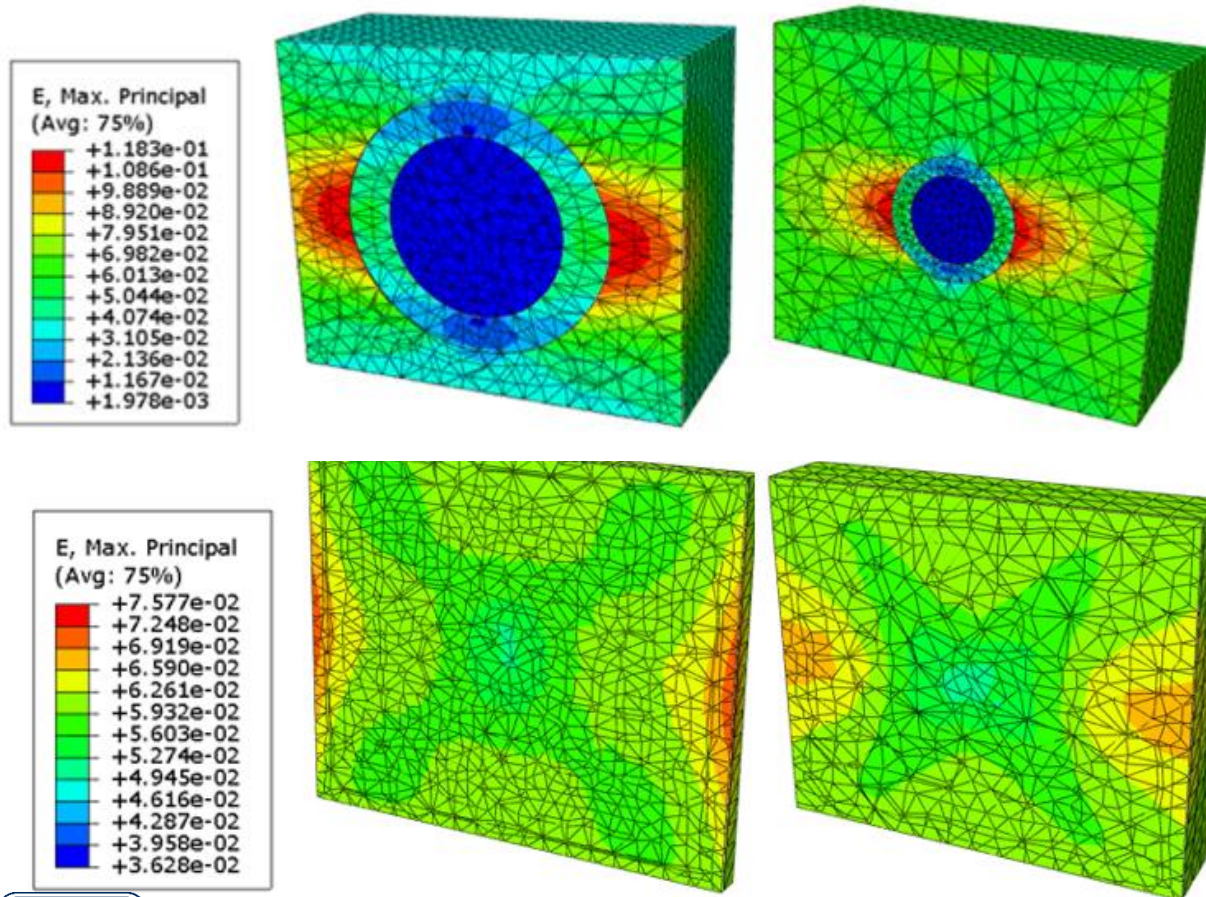 E, Max. Principal
(Avg: 75%)
+1.183e-01
+1.086e-01
+9.889e-02
+8.920e-02
+7.951e-02
+6.982e-02
+6.013e-02
+5.044e-02
+4.074e-02
+3.105e-02
+2.136e-02
+1.167e-02
+1.978e-03
E, Max. Principal
(Avg: 75%)
+7.577e-02
+7.248e-02
+6.919e-02
+6.590e-02
+6.261e-02
+5.932e-02
+5.603e-02
+5.274e-02
+4.945e-02
+4.616e-02
+4.287e-02
+3.958e-02
+3.628e-02